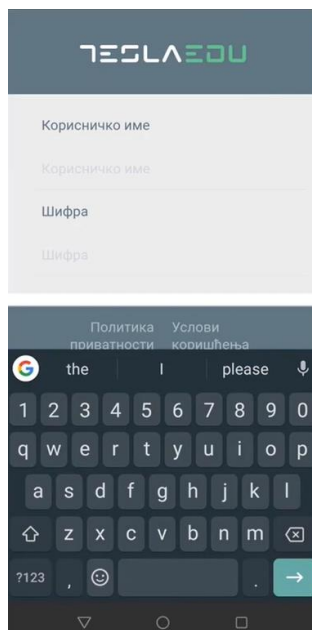 TESLAEDU
Корисничко име
Корисничко име
Шифра
Шифра
Политика приватности
Услови коришћења
the I please
1 2 3 4 5 6 7 8 9 0
q w e r t y u i o p
a s d f g h j k l
z x c v b n m
?123 , .